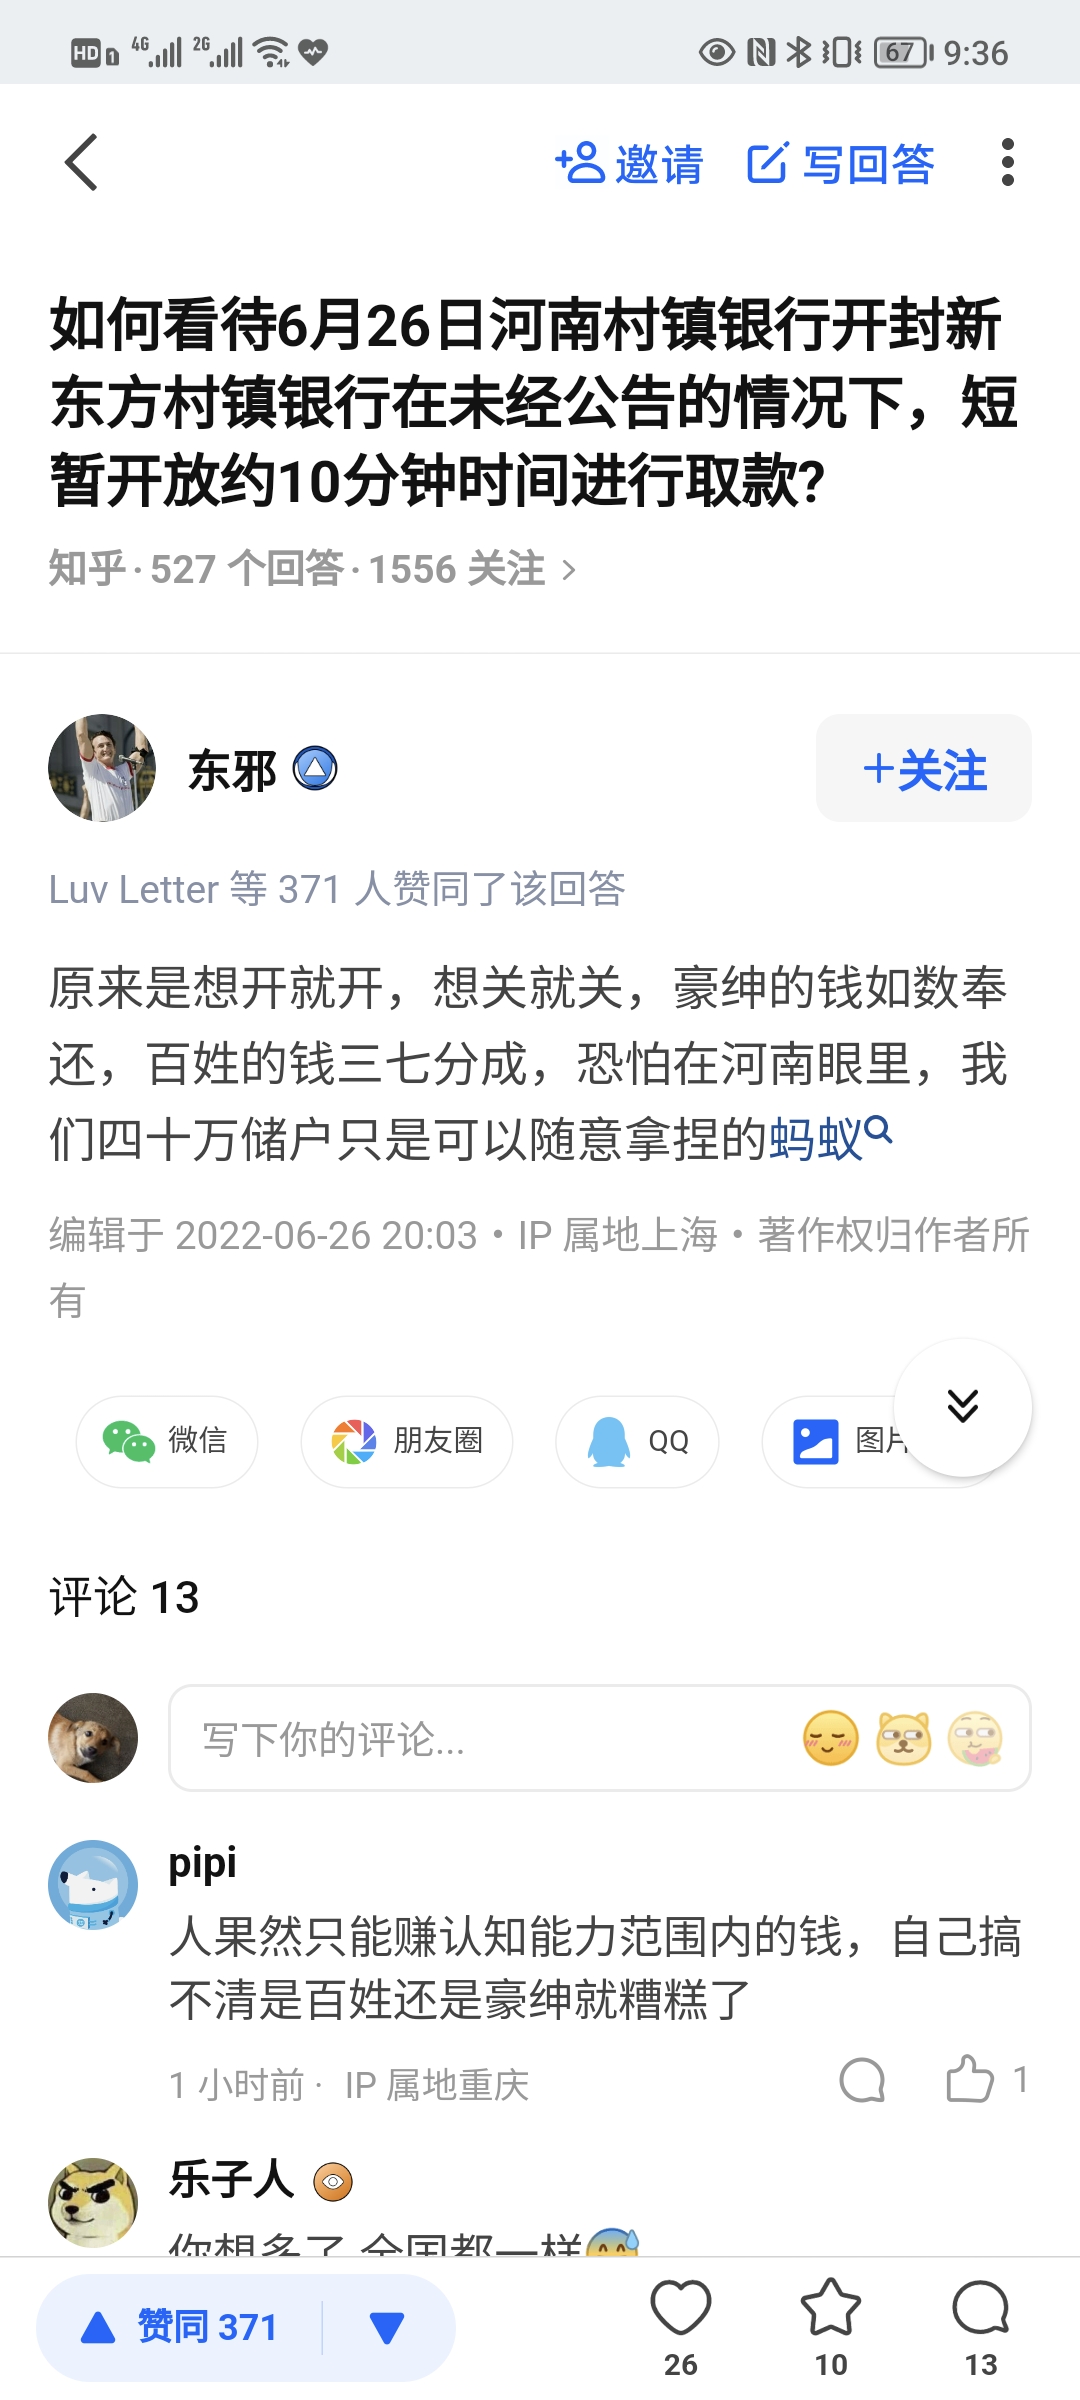 HD 1 4G 2G 67 9:36
邀请 写回答
如何看待6月26日河南村镇银行开封新
东方村镇银行在未经公告的情况下，短
暂开放约10分钟时间进行取款?
知乎·527 个回答·1556 关注 >
东邪
+关注
Luv Letter 等 371 人赞同了该回答
原来是想开就开，想关就关，豪绅的钱如数奉
还，百姓的钱三七分成，恐怕在河南眼里，我
们四十万储户只是可以随意拿捏的蚂蚁
编辑于 2022-06-26 20:03・IP 属地上海・著作权归作者所
有
微信 朋友圈 QQ 图片
评论 13
写下你的评论...
pipi
人果然只能赚认知能力范围内的钱，自己搞
不清是百姓还是豪绅就糟糕了
1 小时前· IP 属地重庆 1
乐子人
你想多了 全国都一样
赞同 371
26 10 13